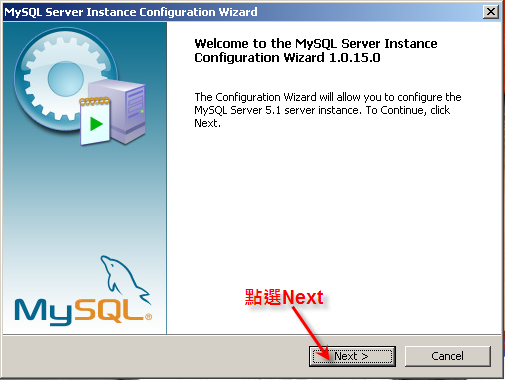 MySQL Server Instance Configuration Wizard
Welcome to the MySQL Server Instance
Configuration Wizard 1.0.15.0
The Configuration Wizard will allow you to configure the
MySQL Server 5.1 server instance. To Continue, click
Next.
MySQL®
點選Next
Next >
Cancel